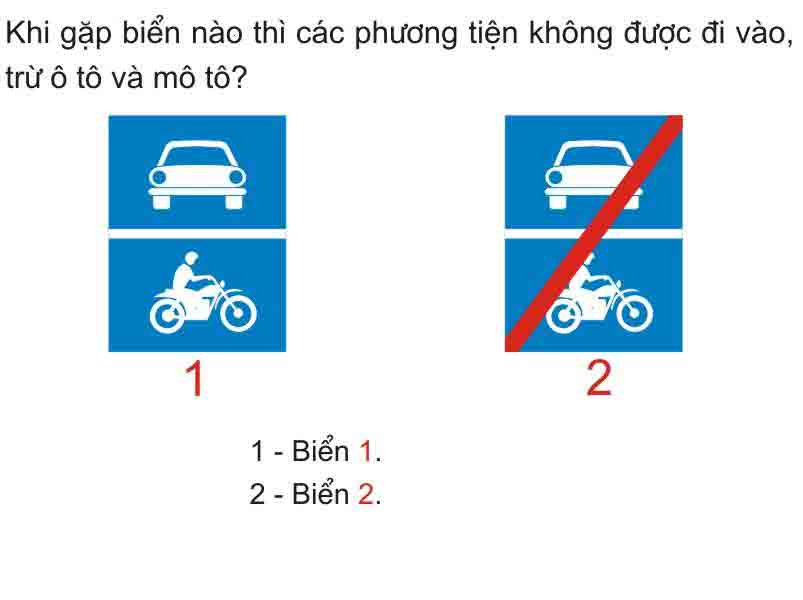 Khi gặp biển nào thì các phương tiện không được đi vào,
trừ ô tô và mô tô?
1
2
1 - Biển 1.
2 - Biển 2.